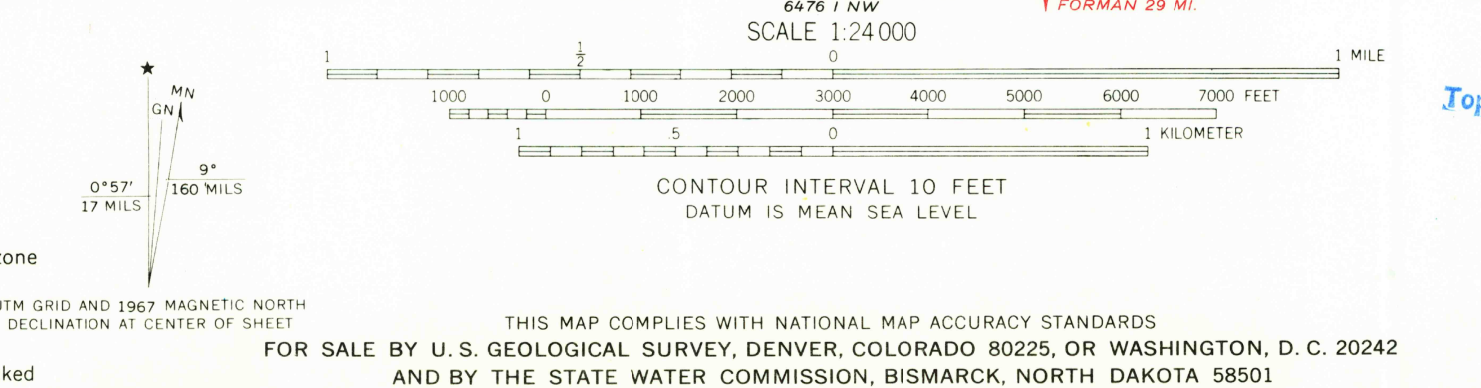 6476 I NW
FORMAN 29 MI.
SCALE 1:24 000
1 1/2 0 1 MILE
1000 0 1000 2000 3000 4000 5000 6000 7000 FEET
1 .5 0 1 KILOMETER
CONTOUR INTERVAL 10 FEET
DATUM IS MEAN SEA LEVEL
★
MN
GN
0°57'
17 MILS
9°
160 MILS
UTM GRID AND 1967 MAGNETIC NORTH
DECLINATION AT CENTER OF SHEET
THIS MAP COMPLIES WITH NATIONAL MAP ACCURACY STANDARDS
FOR SALE BY U. S. GEOLOGICAL SURVEY, DENVER, COLORADO 80225, OR WASHINGTON, D. C. 20242
AND BY THE STATE WATER COMMISSION, BISMARCK, NORTH DAKOTA 58501